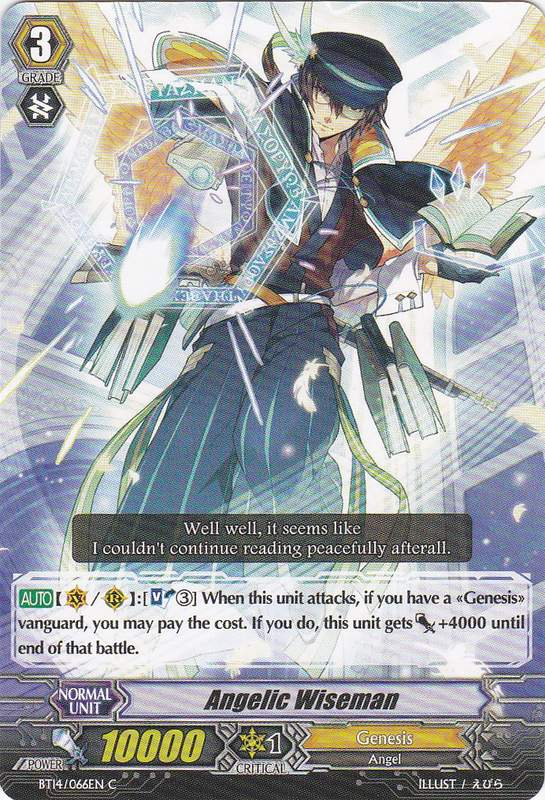 3
GRADE
Well well, it seems like
I couldn't continue reading peacefully afterall.
AUTO【 V / R 】:[V ③] When this unit attacks, if you have a «Genesis»
vanguard, you may pay the cost. If you do, this unit gets +4000 until
end of that battle.
NORMAL
UNIT
Angelic Wiseman
POWER
10000
1
CRITICAL
Genesis
Angel
BT14/066EN C
ILLUST / えびら